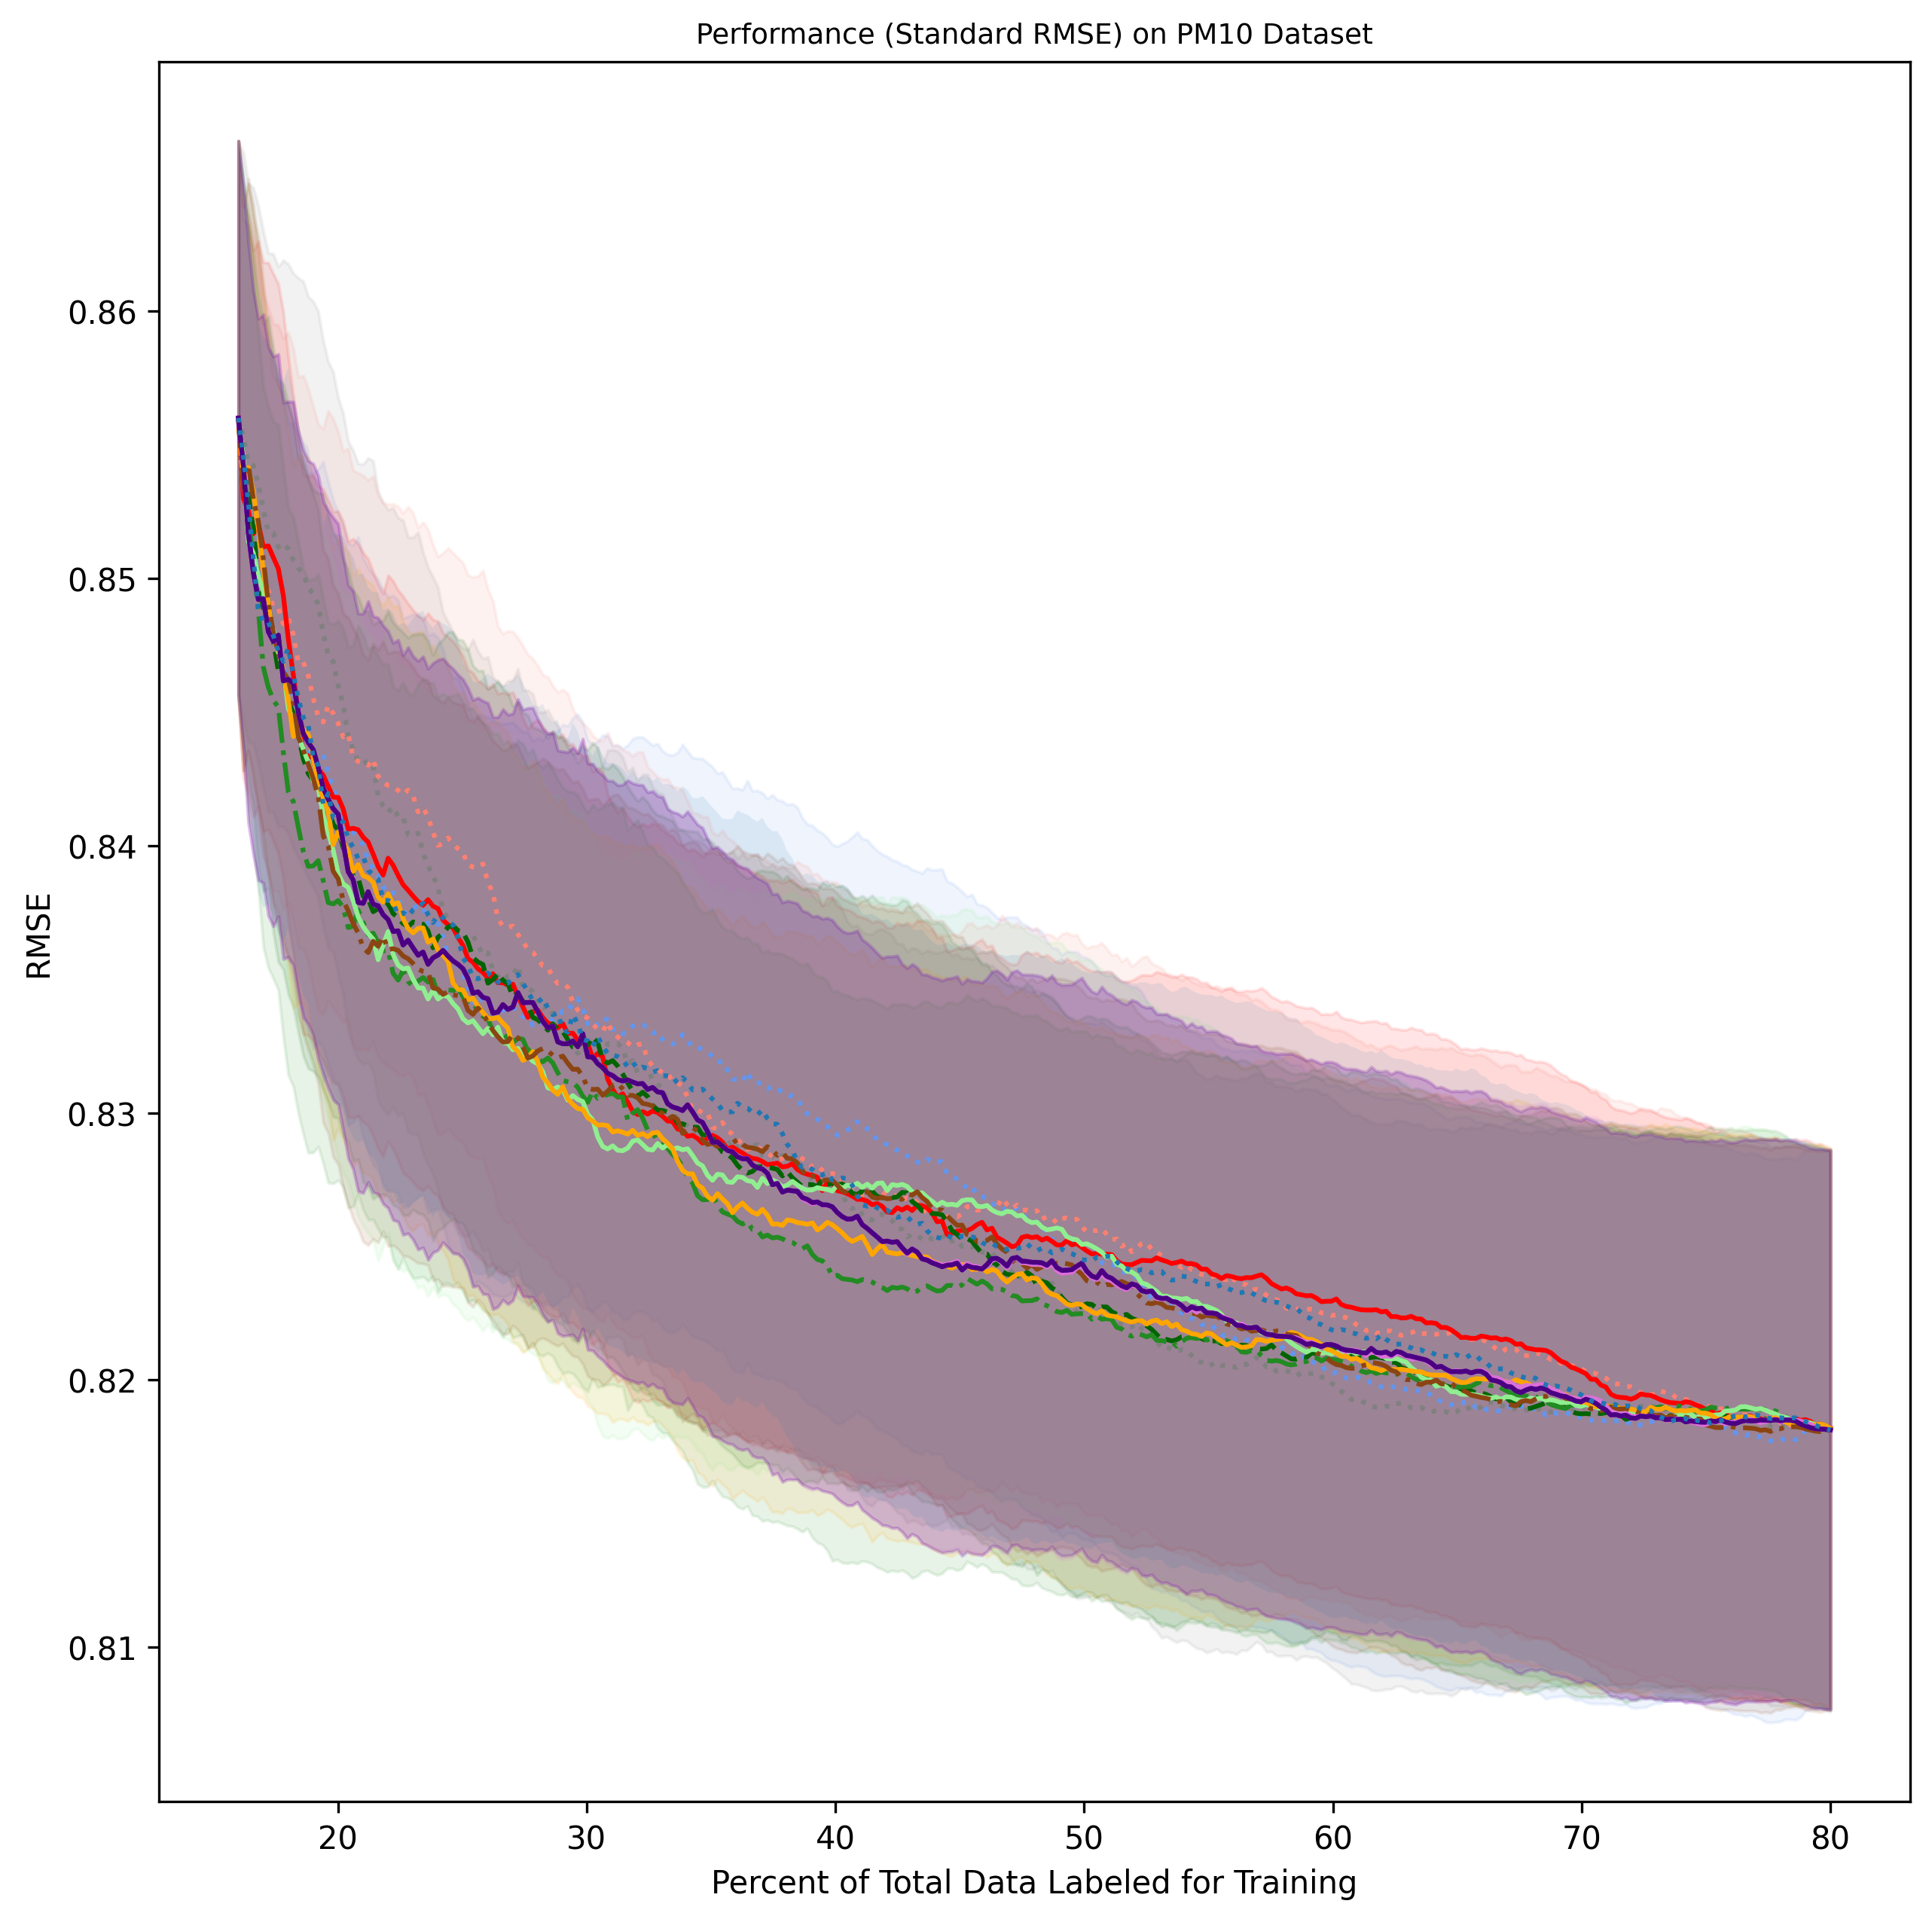 Performance (Standard RMSE) on PM10 Dataset
RMSE
0.86
0.85
0.84
0.83
0.82
0.81
20 30 40 50 60 70 80
Percent of Total Data Labeled for Training